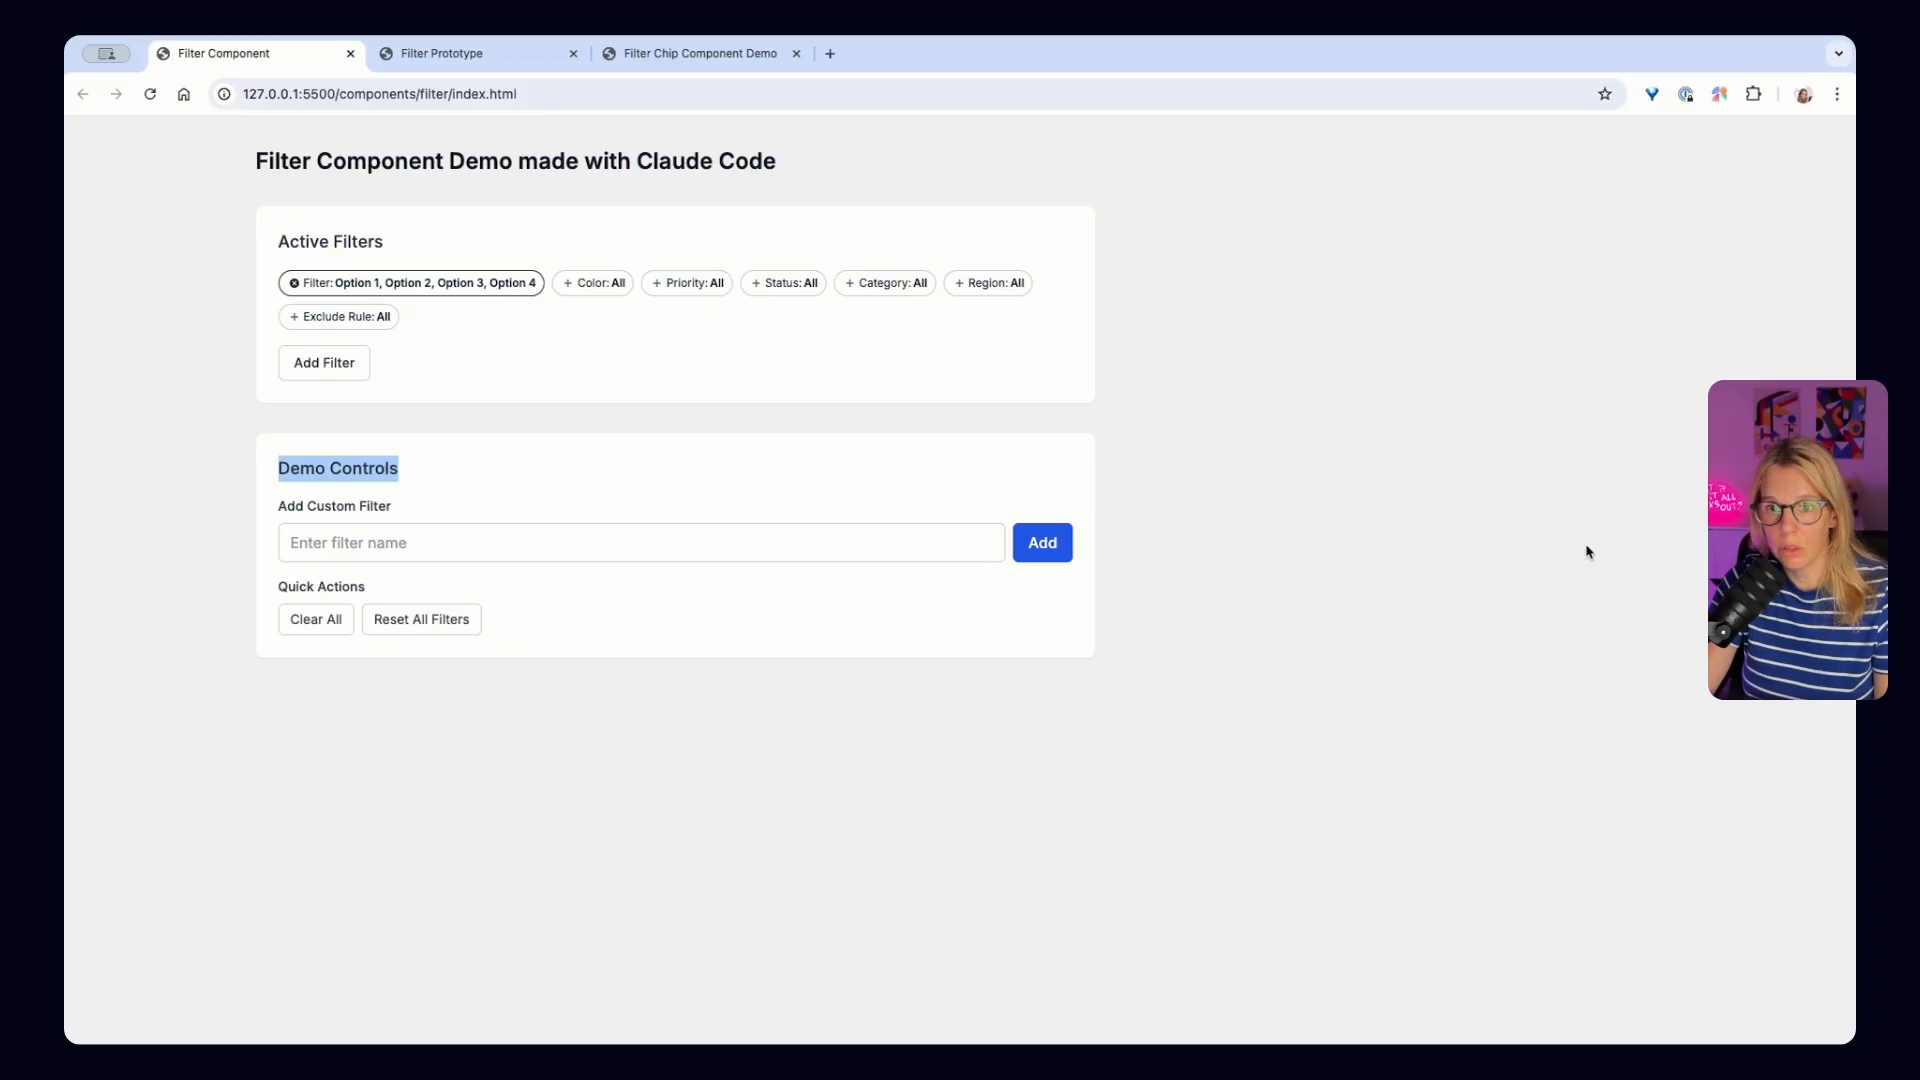 Filter Component
Filter Prototype
Filter Chip Component Demo
127.0.0.1:5500/components/filter/index.html
Filter Component Demo made with Claude Code
Active Filters
Filter: Option 1, Option 2, Option 3, Option 4
+ Color: All
+ Priority: All
+ Status: All
+ Category: All
+ Region: All
+ Exclude Rule: All
Add Filter
Demo Controls
Add Custom Filter
Enter filter name
Add
Quick Actions
Clear All
Reset All Filters
IT ALL